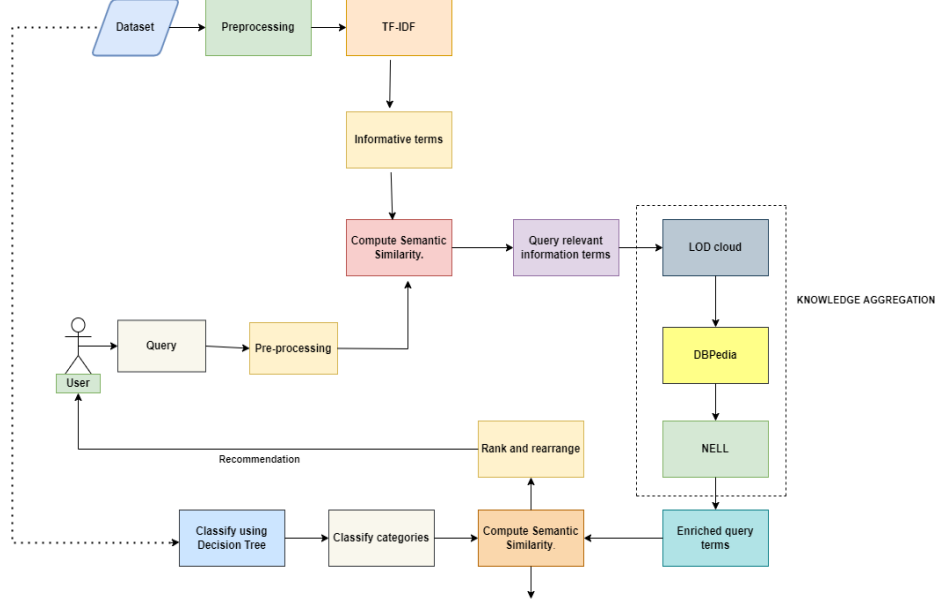 Dataset
Preprocessing
TF-IDF
Informative terms
Compute Semantic
Similarity.
Query relevant
information terms
LOD cloud
KNOWLEDGE AGGREGATION
DBPedia
Query
Pre-processing
User
Rank and rearrange
NELL
Recommendation
Classify using
Decision Tree
Classify categories
Compute Semantic
Similarity.
Enriched query
terms